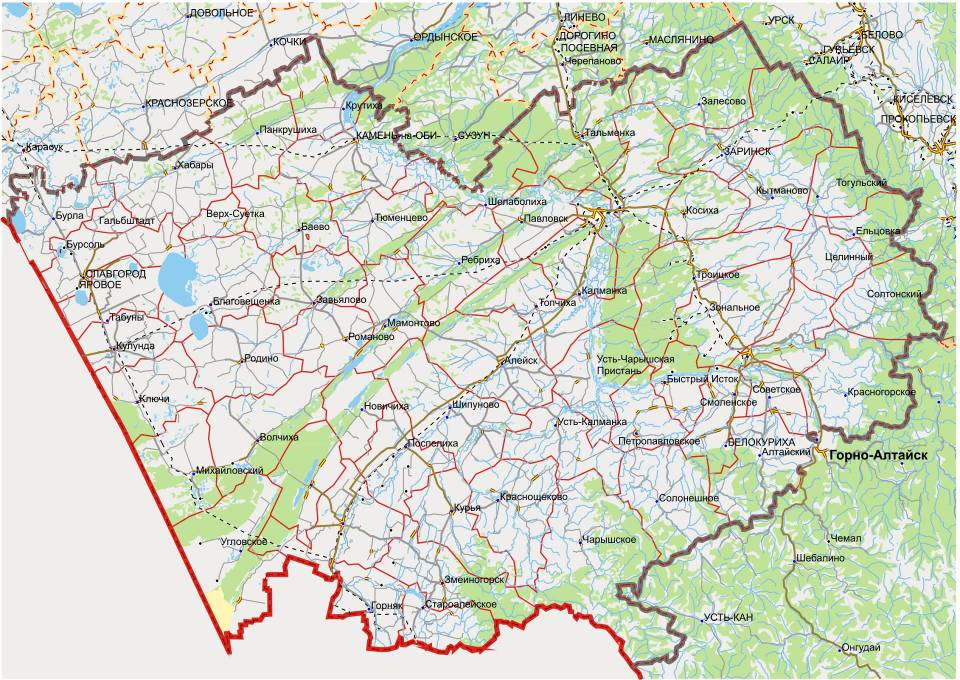 ДОВОЛЬНОЕ
ЛИНЕВО
УРСК
КОЧКИ
ОРДЫНСКОЕ
ДОРОГИНО
МАСЛЯНИНО
БЕЛОВО
ПОСЕВНАЯ
ГУРЬЕВСК
Черепаново
САЛАИР
КРАСНОЗЕРСКОЕ
Крутиха
Залесово
КИСЕЛЕВСК
ПРОКОПЬЕВСК
Панкрушиха
КАМЕНЬ-на-ОБИ
СУЗУН
Тальменка
Карасук
ЗАРИНСК
Хабары
Тогульский
Кытманово
Шелаболиха
Бурла
Гальбштадт
Верх-Суетка
Тюменцево
Павловск
Косиха
Баево
Ельцовка
Бурсоль
Целинный
Ребриха
СЛАВГОРОД
ЯРОВОЕ
Троицкое
Калманка
Солтонский
Благовещенка
Завьялово
Топчиха
Зональное
Табуны
Мамонтово
Романово
Кулунда
Родино
Алейск
Усть-Чарышская
Пристань
Быстрый Исток
Советское
Красногорское
Ключи
Новичиха
Шипуново
Смоленское
Усть-Калманка
Волчиха
Поспелиха
Петропавловское
БЕЛОКУРИХА
Алтайский
Горно-Алтайск
Михайловский
Краснощеково
Солонешное
Курья
Угловское
Чарышское
Чемал
Шебалино
Змеиногорск
Горняк
Староалейское
УСТЬ-КАН
Онгудай